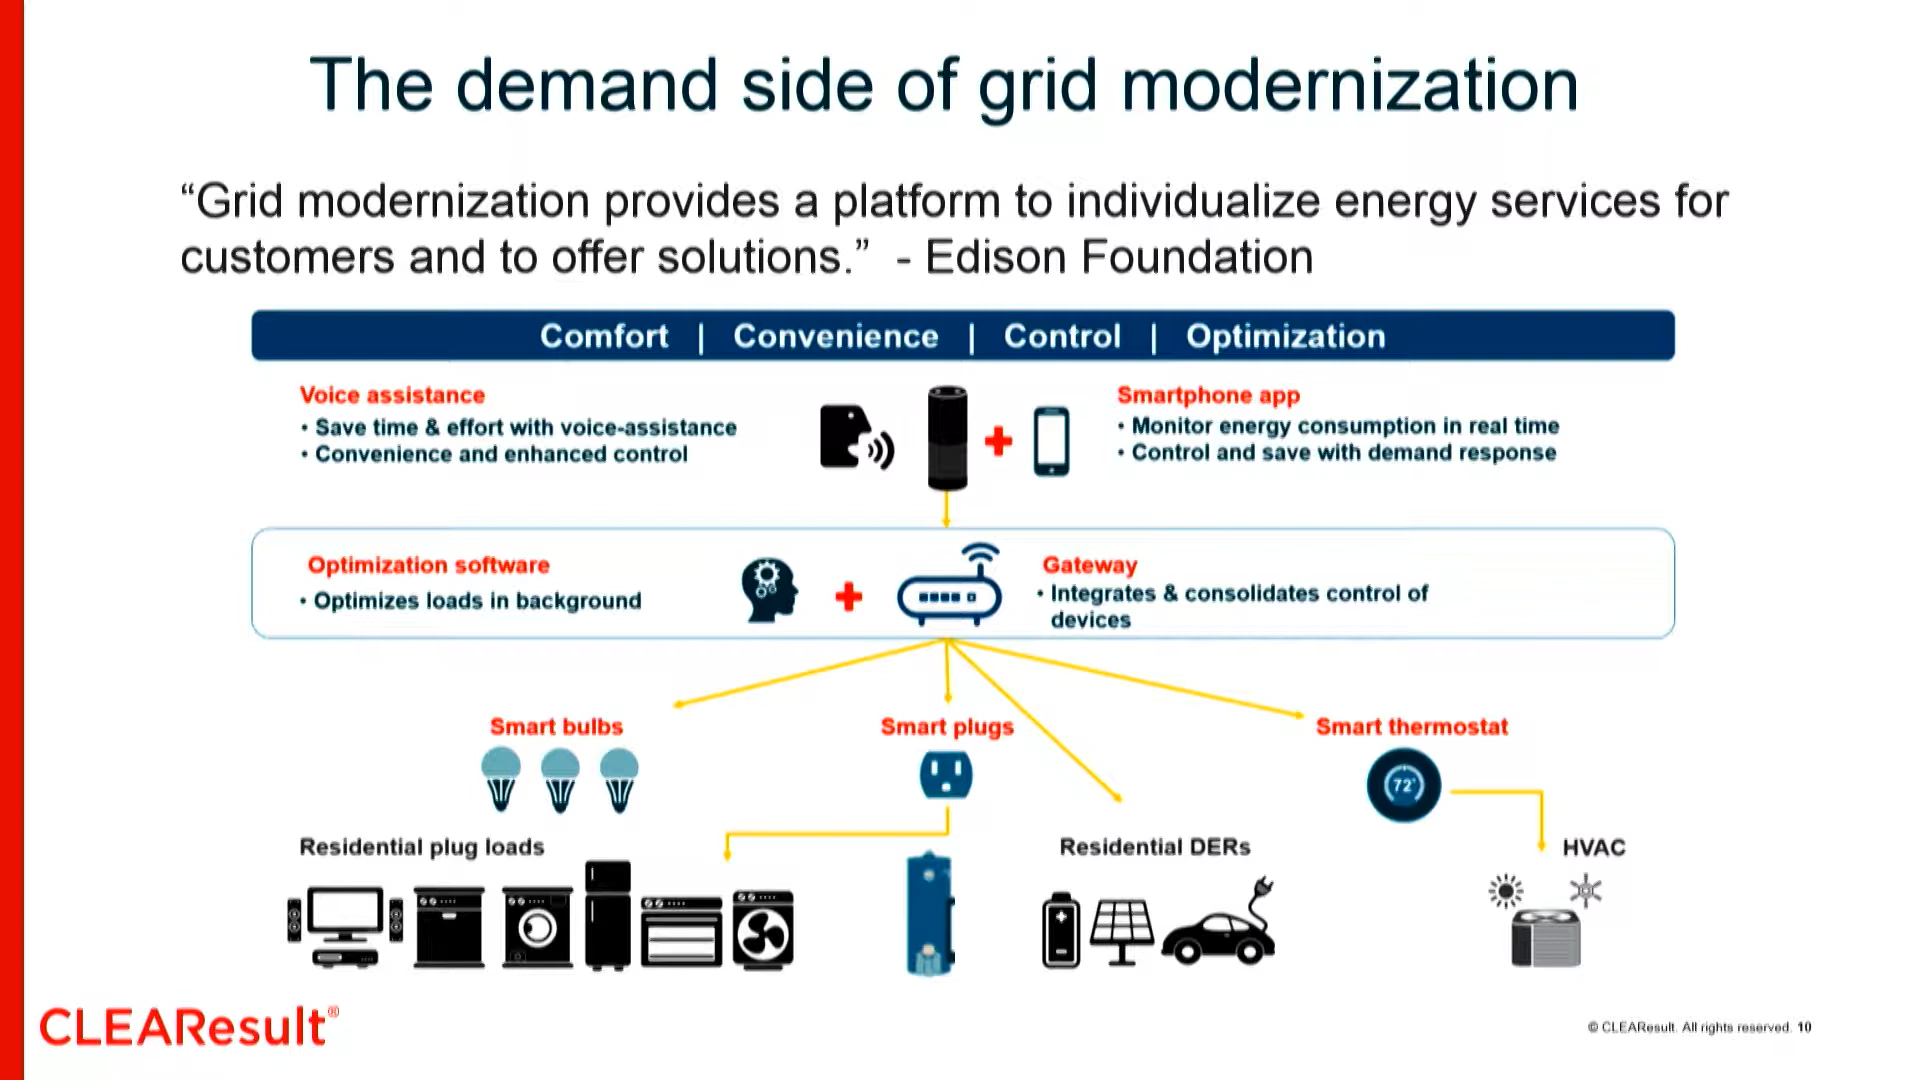 The demand side of grid modernization
“Grid modernization provides a platform to individualize energy services for
customers and to offer solutions.” - Edison Foundation
Comfort | Convenience | Control | Optimization
Voice assistance
• Save time & effort with voice-assistance
• Convenience and enhanced control
Smartphone app
• Monitor energy consumption in real time
• Control and save with demand response
Optimization software
• Optimizes loads in background
Gateway
• Integrates & consolidates control of
devices
Smart bulbs
Smart plugs
Smart thermostat
72°
Residential plug loads
Residential DERs
HVAC
CLEAResult®
© CLEAResult. All rights reserved. 10